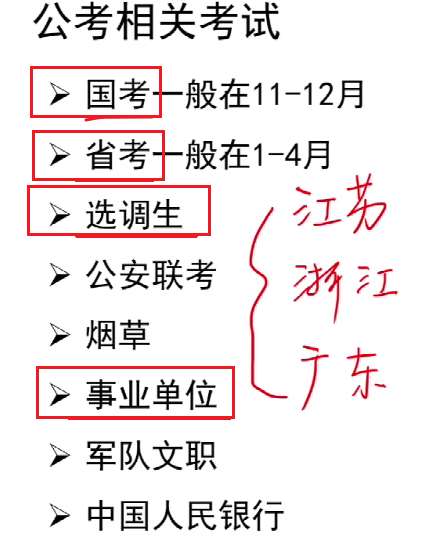 公考相关考试
➢ 国考一般在11-12月
➢ 省考一般在1-4月
➢ 选调生
江苏
➢ 公安联考
浙江
➢ 烟草
广东
➢ 事业单位
➢ 军队文职
➢ 中国人民银行